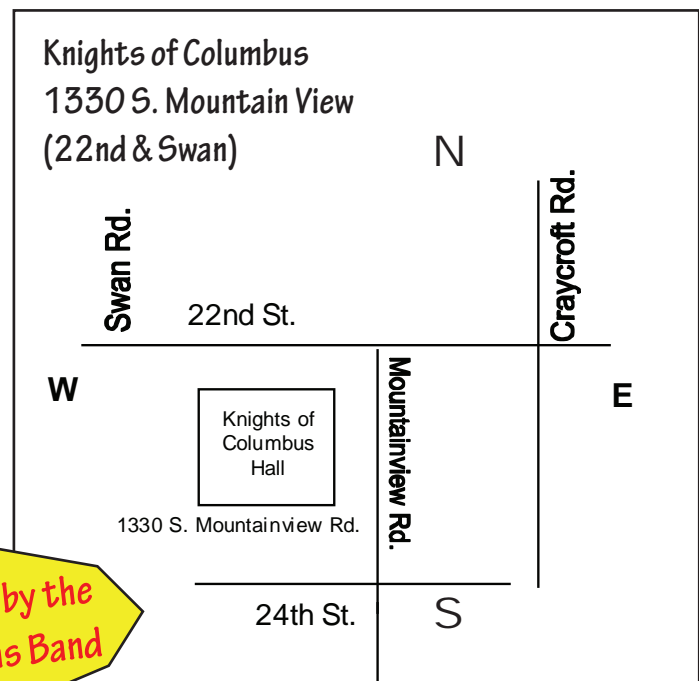 Knights of Columbus
1330 S. Mountain View
(22nd & Swan)
N
Swan Rd.
Craycroft Rd.
22nd St.
W
E
Mountainview Rd.
Knights of
Columbus
Hall
1330 S. Mountainview Rd.
24th St.
S
by the
Band